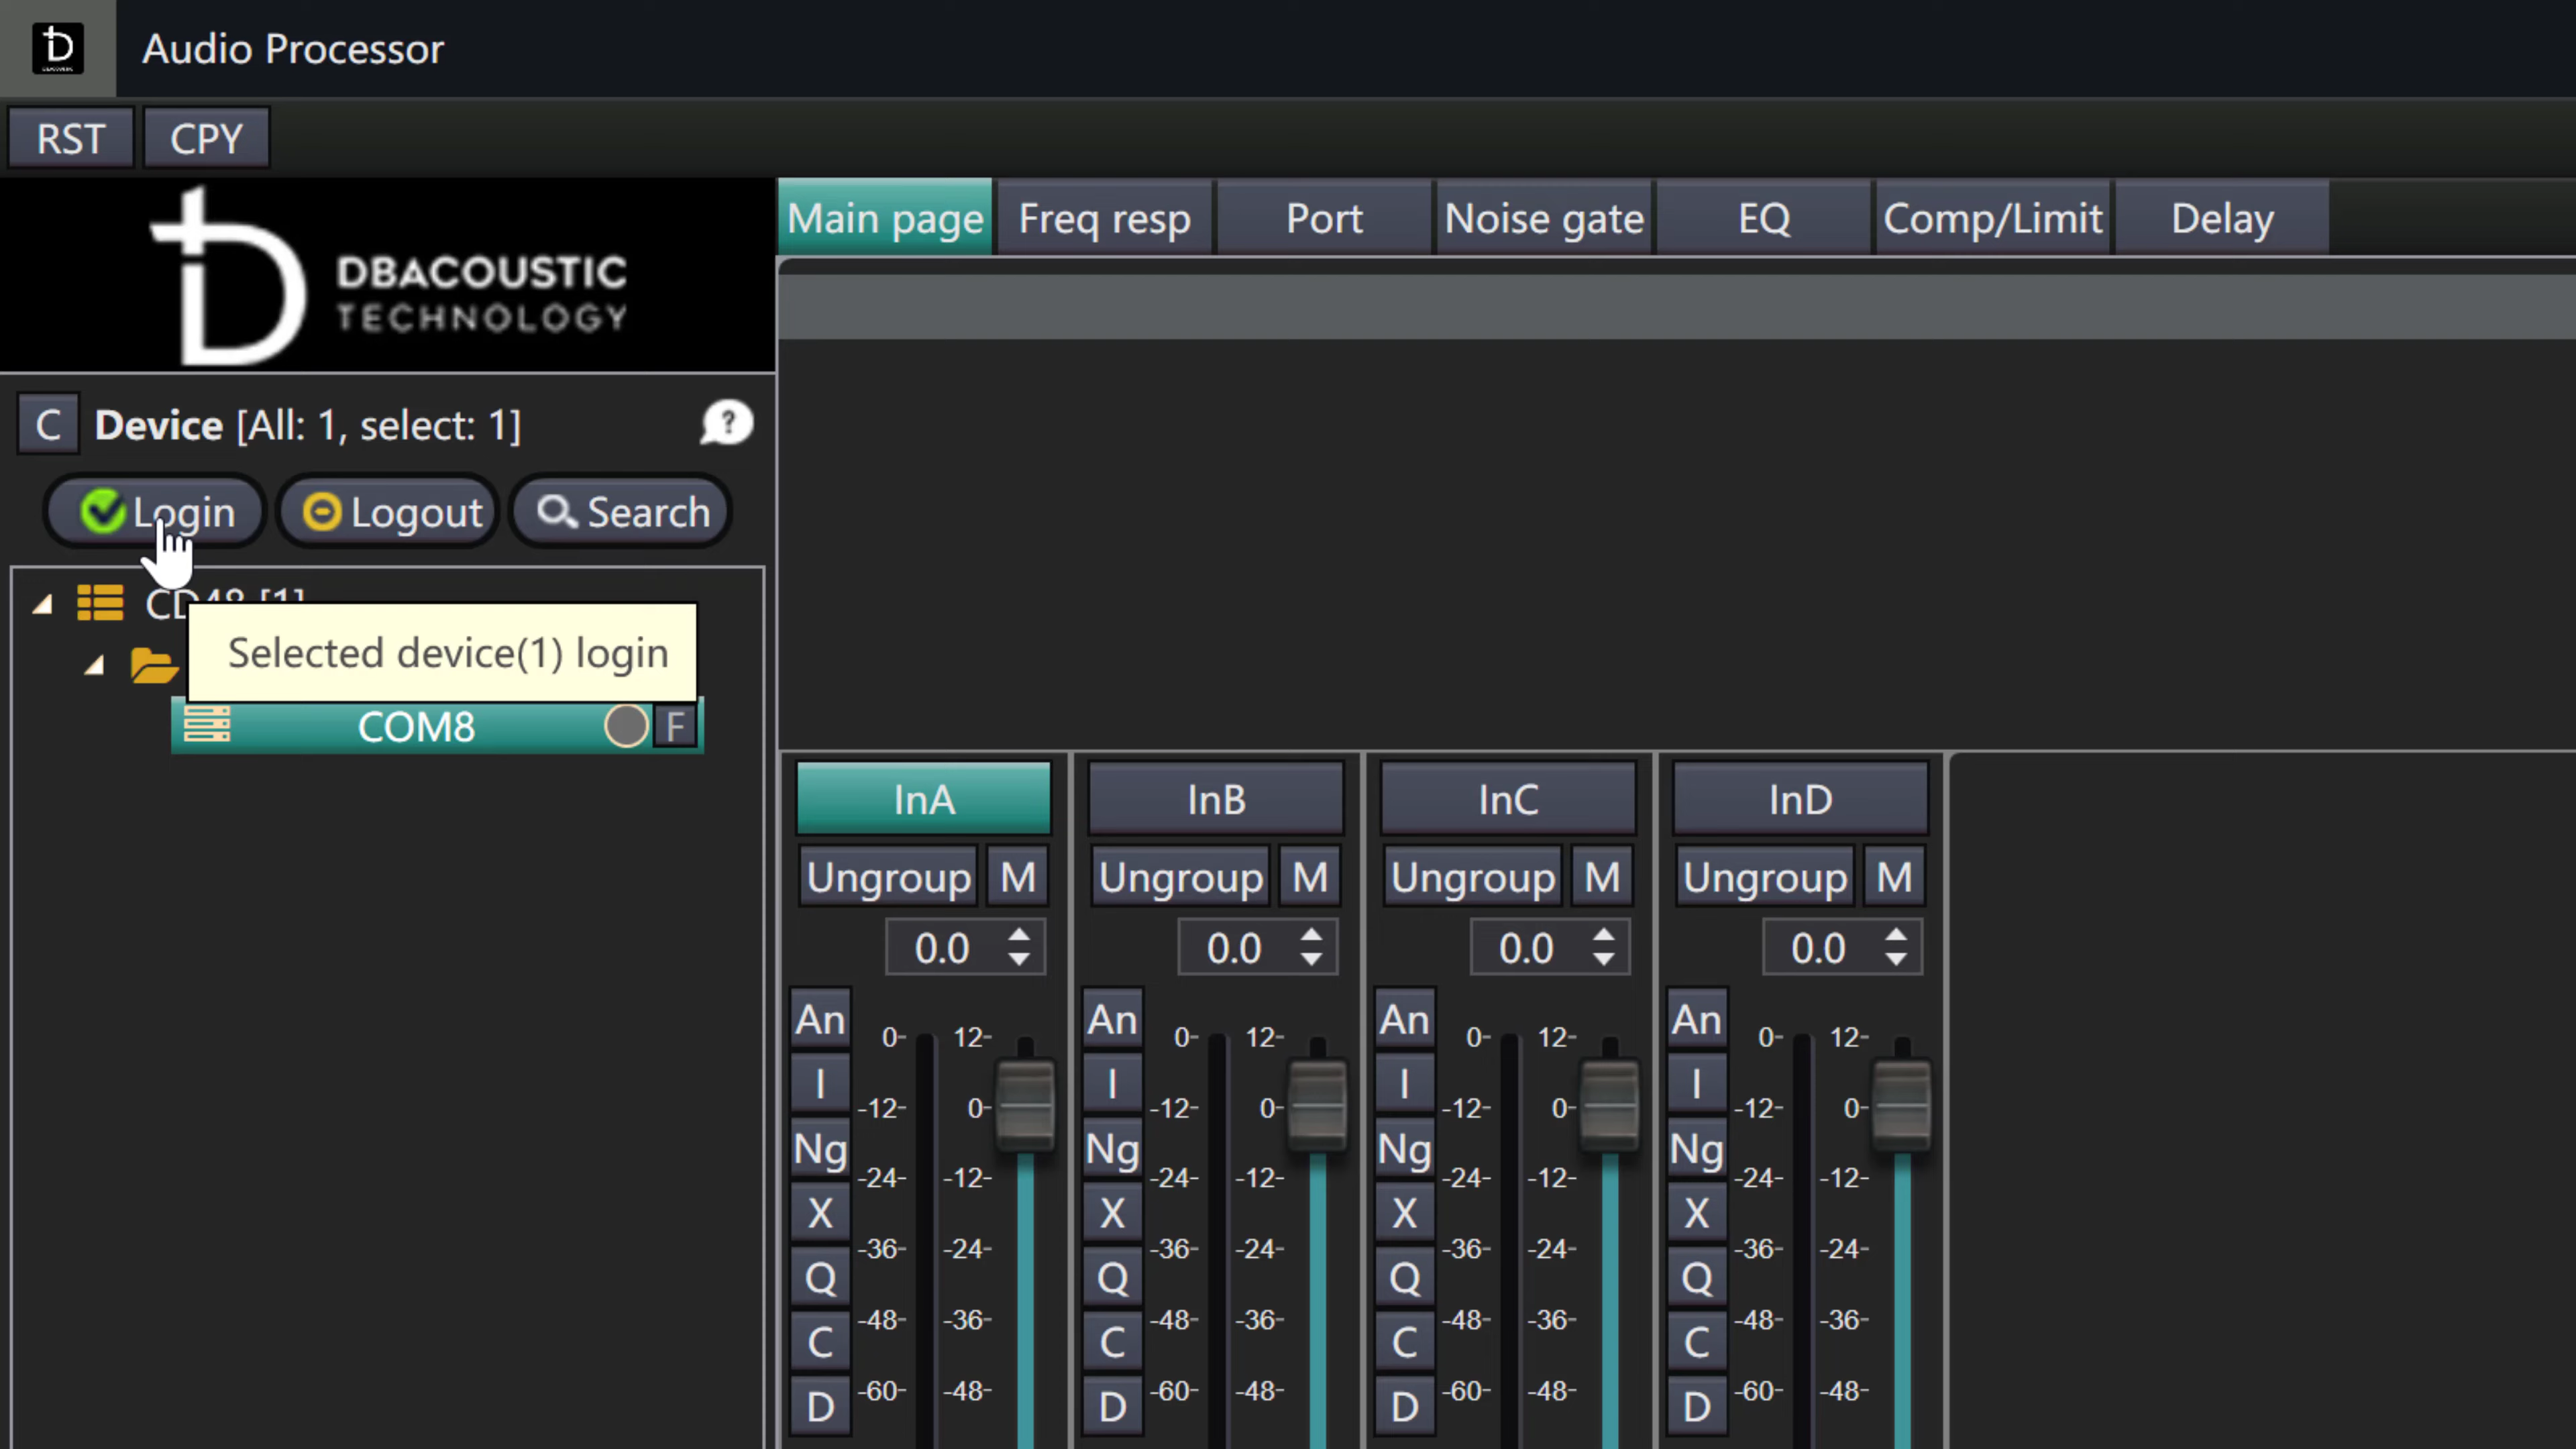 Audio Processor
RST CPY
DBACOUSTIC
TECHNOLOGY
Main page Freq resp Port Noise gate EQ Comp/Limit Delay
C Device [All: 1, select: 1] ?
Login Logout Search
CD48 [1]
Selected device(1) login
COM8 F
InA InB InC InD
Ungroup M Ungroup M Ungroup M Ungroup M
0.0 0.0 0.0 0.0
An 0- 12- An 0- 12- An 0- 12- An 0- 12-
I -12- 0- I -12- 0- I -12- 0- I -12- 0-
Ng -24- -12- Ng -24- -12- Ng -24- -12- Ng -24- -12-
X -36- -24- X -36- -24- X -36- -24- X -36- -24-
Q -48- -36- Q -48- -36- Q -48- -36- Q -48- -36-
C -60- -48- C -60- -48- C -60- -48- C -60- -48-
D D D D